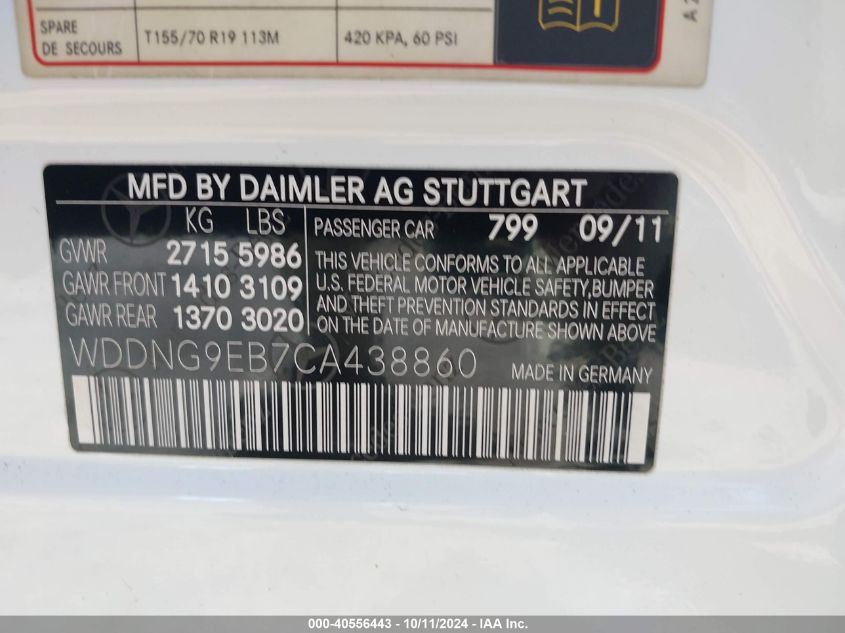 SPARE
DE SECOURS T155/70 R19 113M 420 KPA, 60 PSI
A 2
MFD BY DAIMLER AG STUTTGART
KG LBS PASSENGER CAR 799 09/11
GVWR 2715 5986
GAWR FRONT 1410 3109
GAWR REAR 1370 3020
THIS VEHICLE CONFORMS TO ALL APPLICABLE
U.S. FEDERAL MOTOR VEHICLE SAFETY,BUMPER
AND THEFT PREVENTION STANDARDS IN EFFECT
ON THE DATE OF MANUFACTURE SHOWN ABOVE
WDDNG9EB7CA438860 MADE IN GERMANY
000-40556443 - 10/11/2024 - IAA Inc.